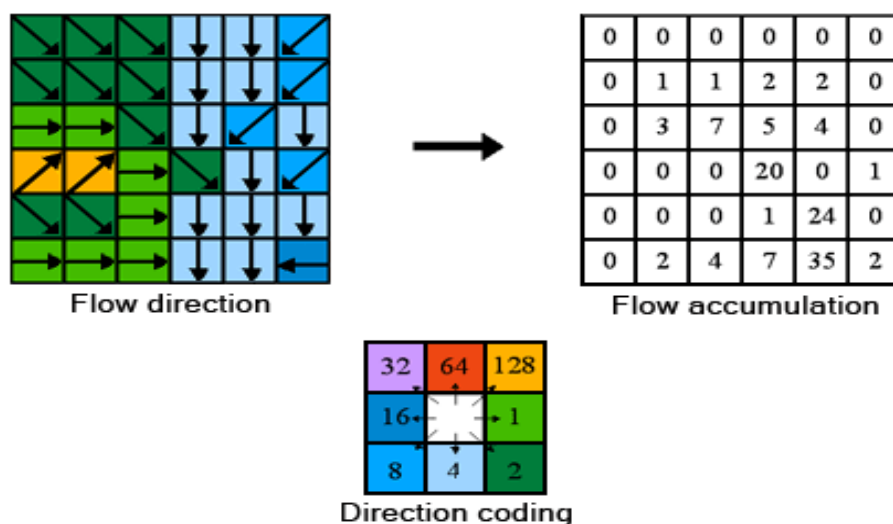 0 0 0 0 0 0
0 1 1 2 2 0
0 3 7 5 4 0
0 0 0 20 0 1
0 0 0 1 24 0
0 2 4 7 35 2
Flow direction
Flow accumulation
32 64 128
16 1
8 4 2
Direction coding